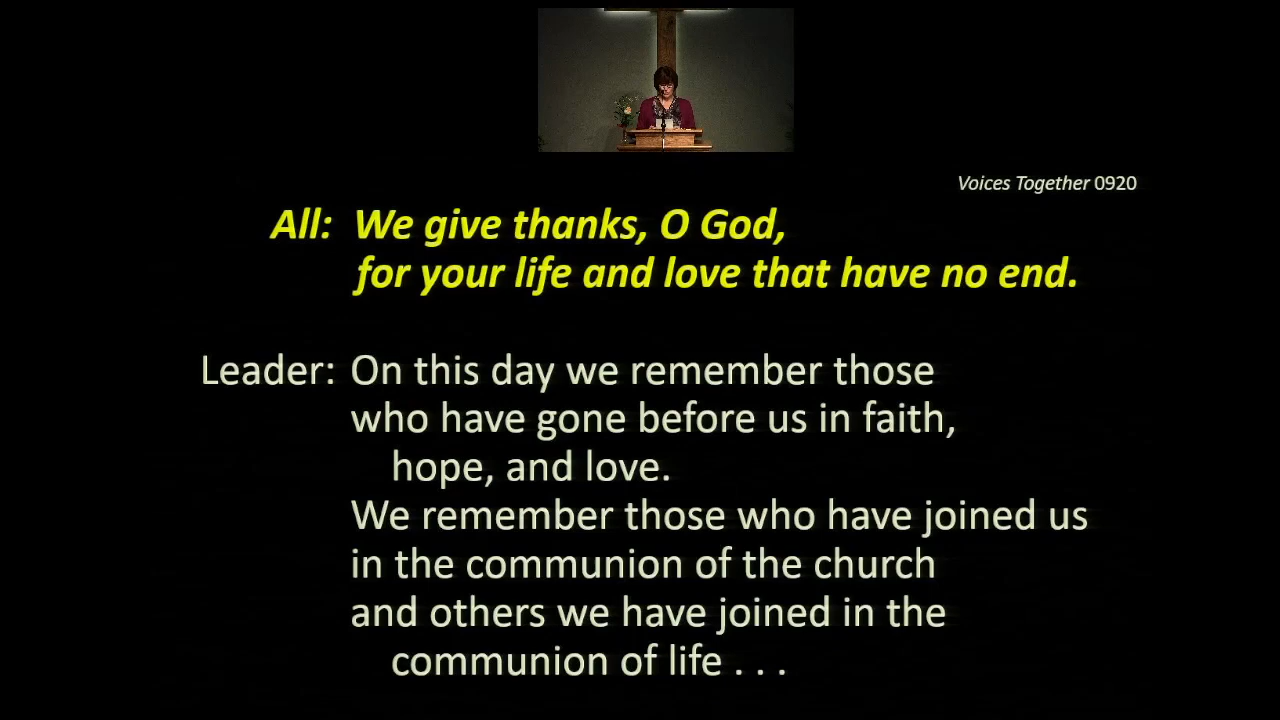 Voices Together 0920
All: We give thanks, O God,
for your life and love that have no end.
Leader: On this day we remember those
who have gone before us in faith,
hope, and love.
We remember those who have joined us
in the communion of the church
and others we have joined in the
communion of life . . .